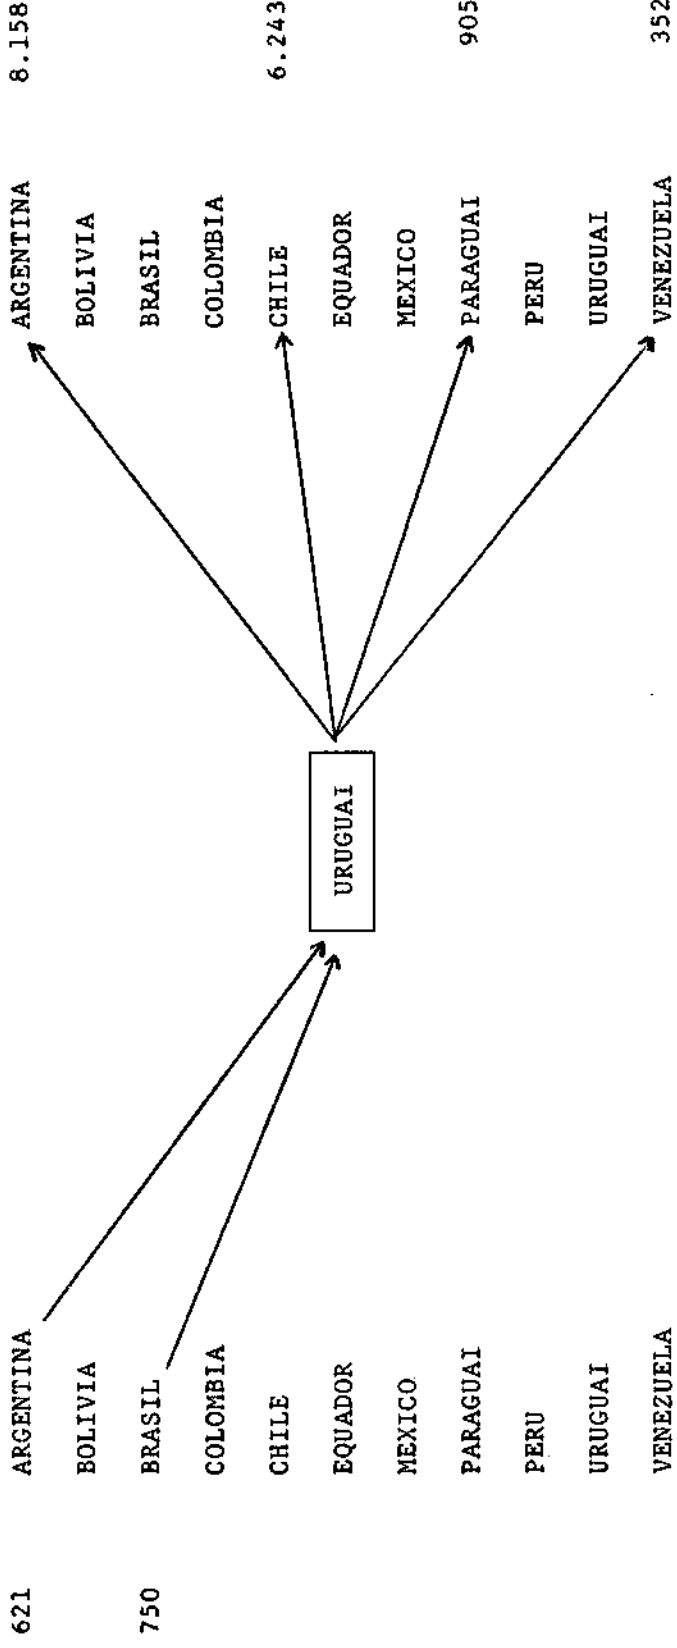 621 ARGENTINA ARGENTINA 8.158
BOLIVIA BOLIVIA
750 BRASIL BRASIL
COLOMBIA COLOMBIA
CHILE CHILE 6.243
EQUADOR URUGUAI EQUADOR
MEXICO MEXICO
PARAGUAI PARAGUAI 905
PERU PERU
URUGUAI URUGUAI
VENEZUELA VENEZUELA 352